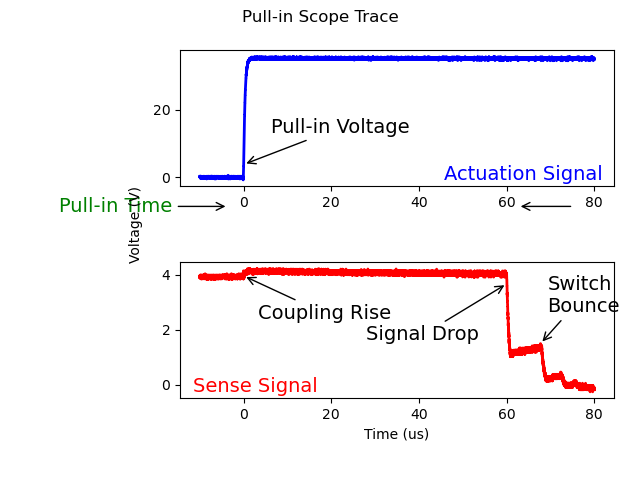 Pull-in Scope Trace
20
0
Pull-in Voltage
Actuation Signal
0 20 40 60 80
Pull-in Time
Voltage (V)
4
2
0
Coupling Rise
Signal Drop
Switch
Bounce
Sense Signal
0 20 40 60 80
Time (us)